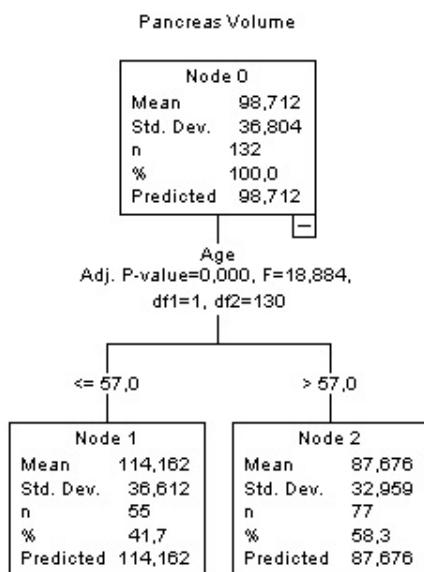 Pancreas Volume
Node 0
Mean 98,712
Std. Dev. 36,804
n 132
% 100,0
Predicted 98,712
Age
Adj. P-value=0,000, F=18,884,
df1=1, df2=130
<= 57,0
> 57,0
Node 1
Mean 114,162
Std. Dev. 36,612
n 55
% 41,7
Predicted 114,162
Node 2
Mean 87,676
Std. Dev. 32,959
n 77
% 58,3
Predicted 87,676